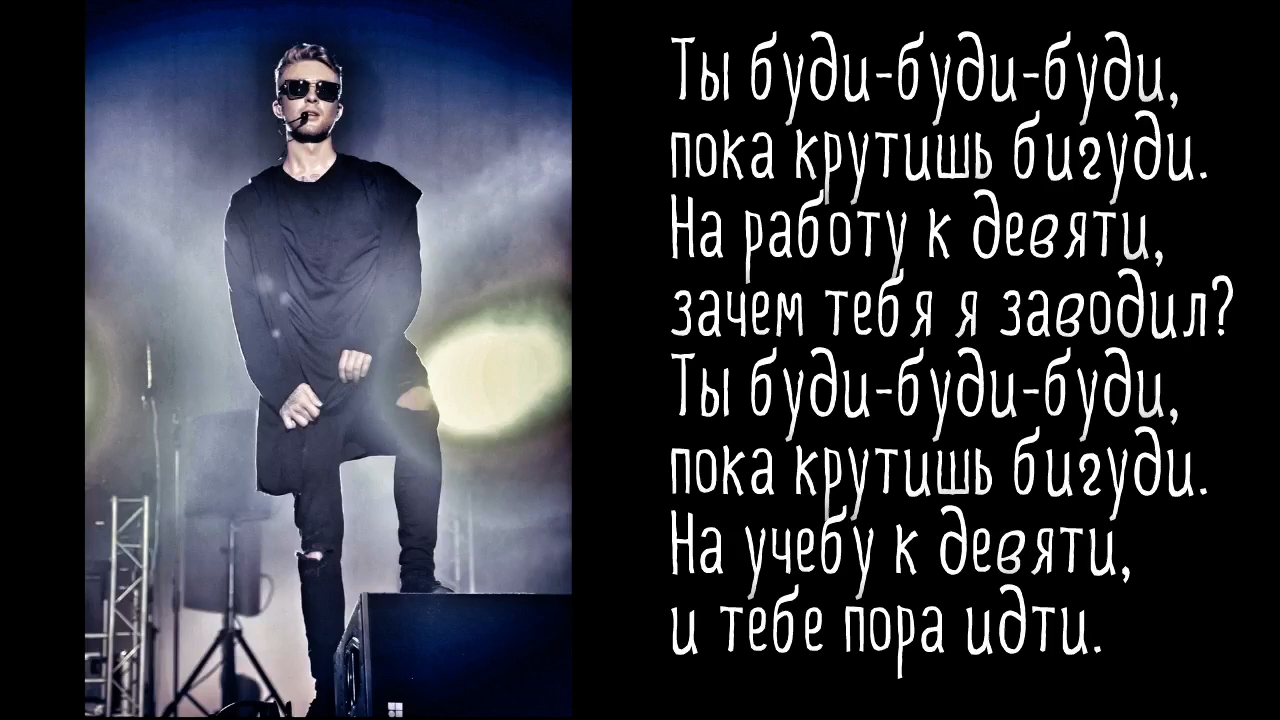 Ты буди-буди-буди,
пока крутишь бигуди.
На работу к девяти,
зачем тебя я заводил?
Ты буди-буди-буди,
пока крутишь бигуди.
На учебу к девяти,
и тебе пора идти.